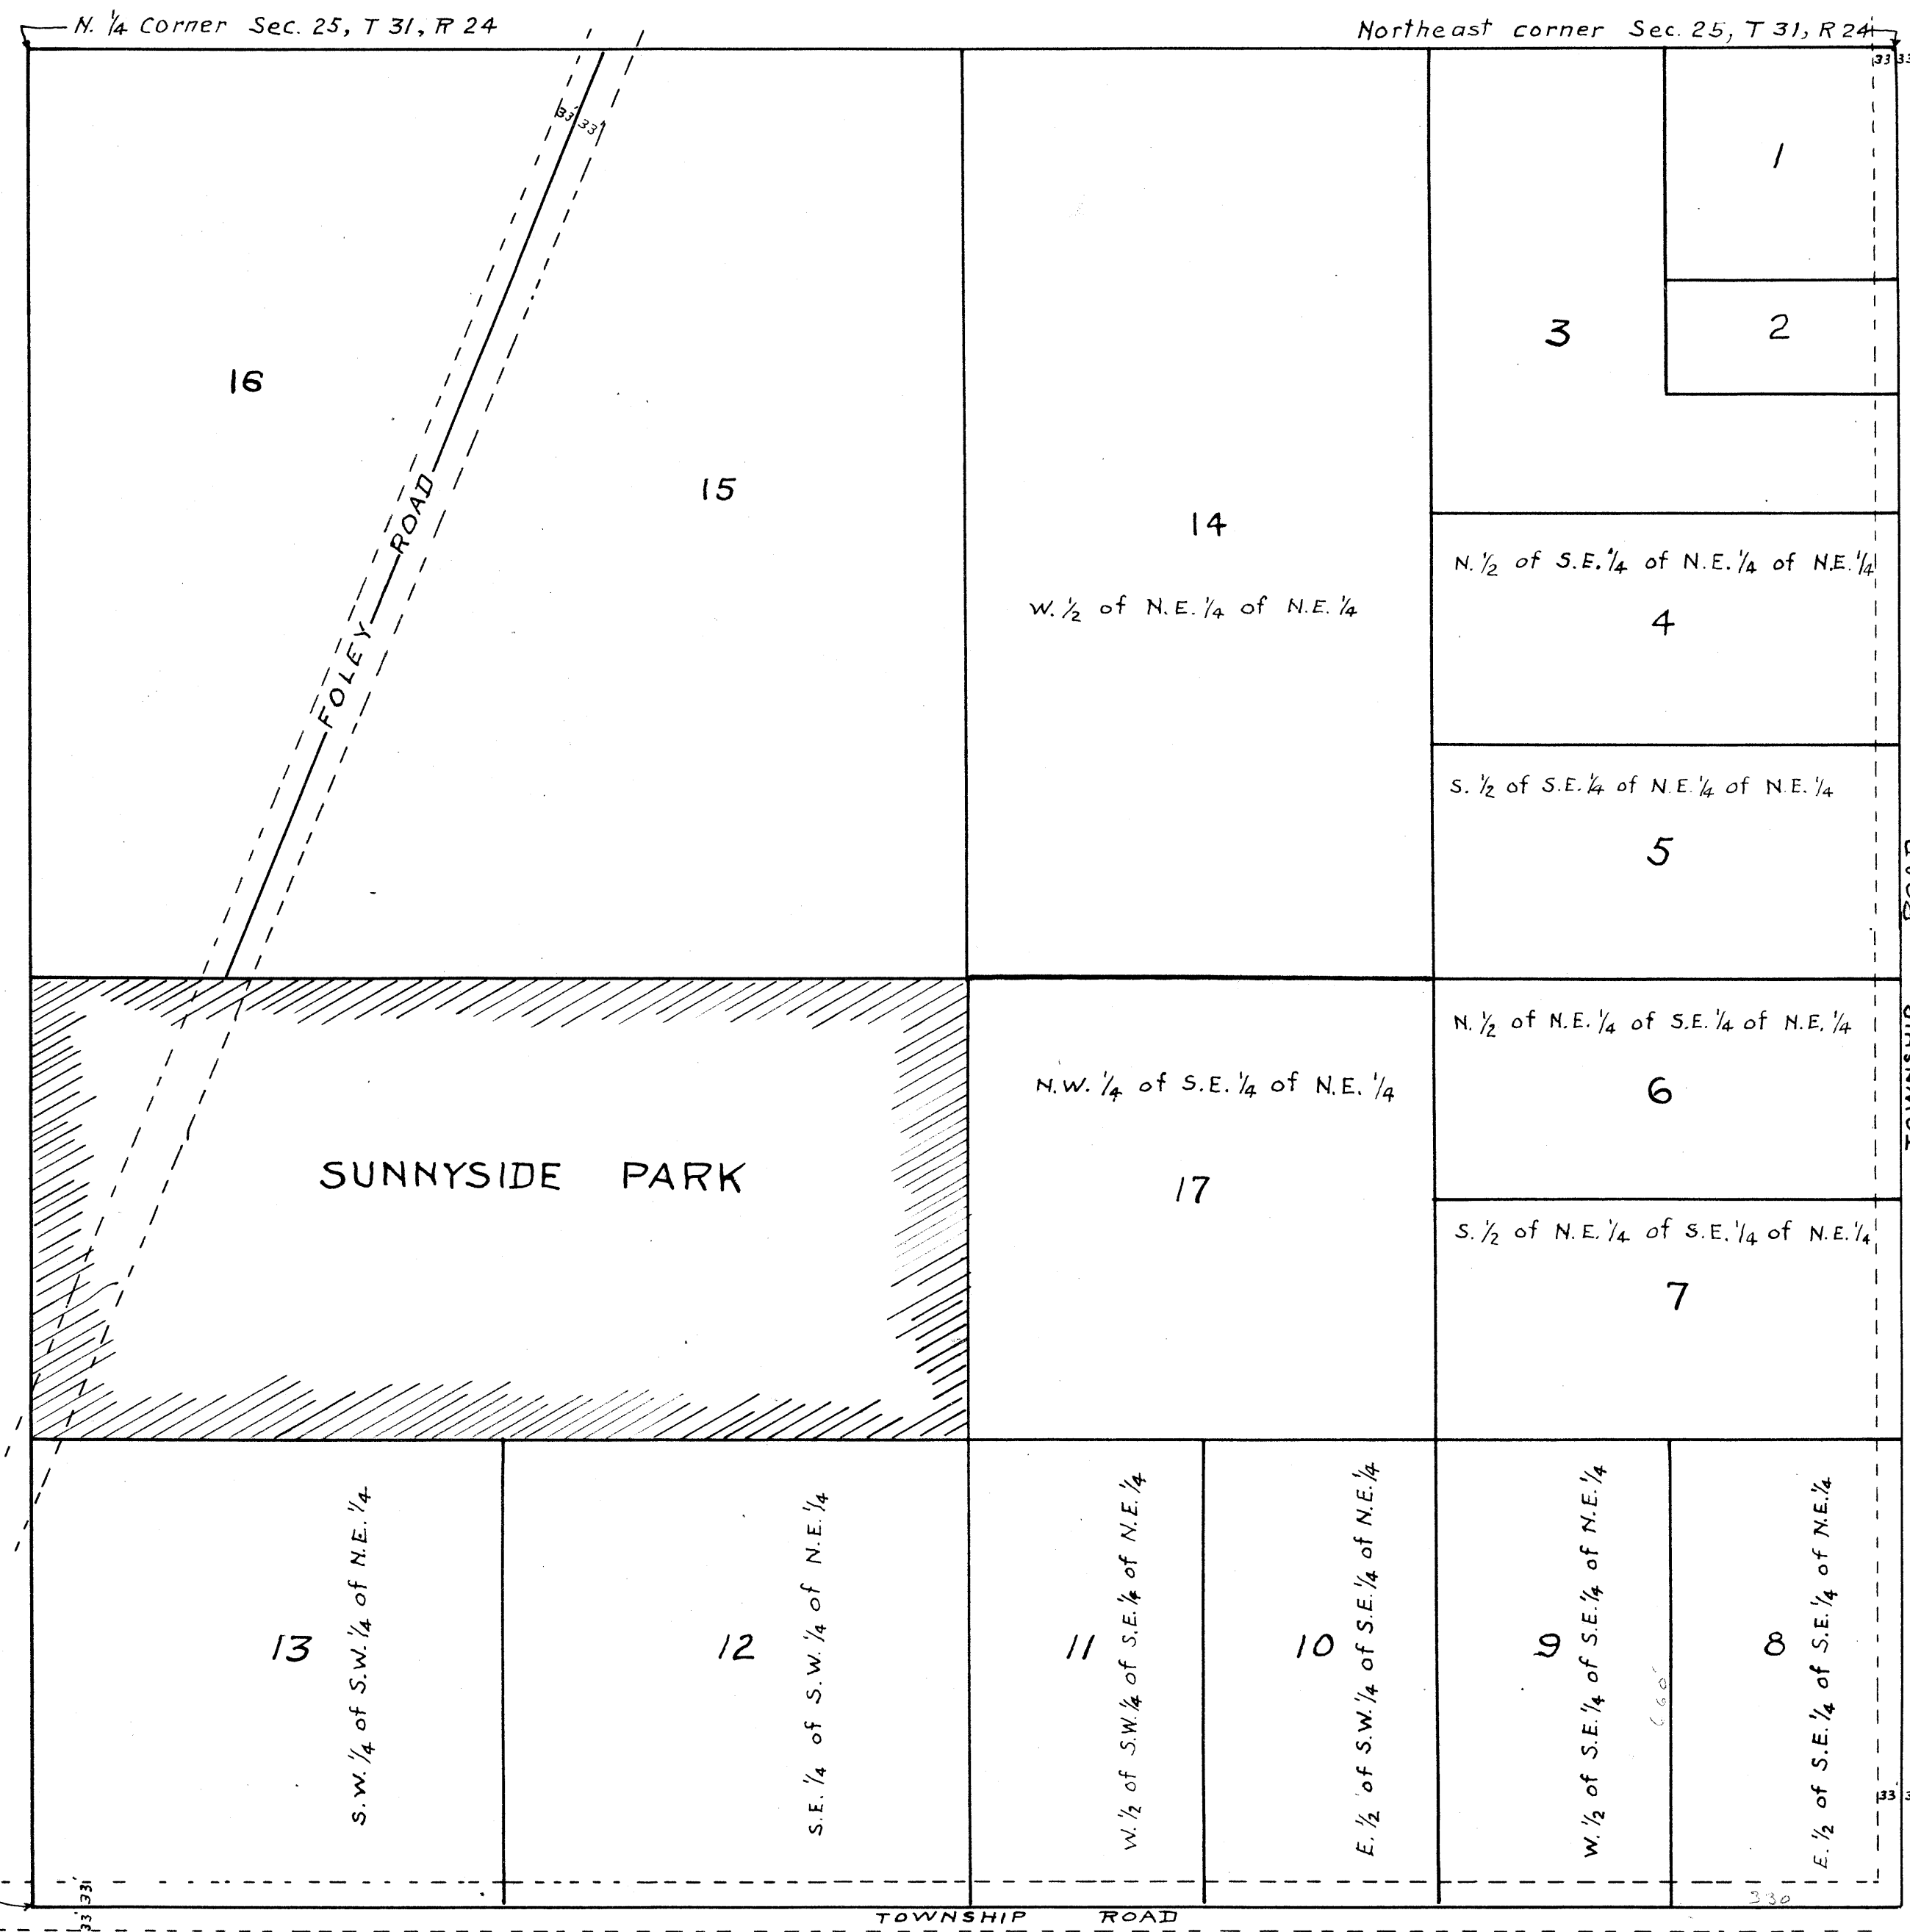 N. 1/4 Corner Sec. 25, T 31, R 24
Northeast corner Sec. 25, T 31, R 24
33 33
33' 33'
1
2
3
16
15
14
W. 1/2 of N.E. 1/4 of N.E. 1/4
N. 1/2 of S.E. 1/4 of N.E. 1/4 of N.E. 1/4
4
FOLEY ROAD
S. 1/2 of S.E. 1/4 of N.E. 1/4 of N.E. 1/4
5
TOWNSHIP ROAD
N. 1/2 of N.E. 1/4 of S.E. 1/4 of N.E. 1/4
6
N.W. 1/4 of S.E. 1/4 of N.E. 1/4
17
SUNNYSIDE PARK
S. 1/2 of N.E. 1/4 of S.E. 1/4 of N.E. 1/4
7
13
S.W. 1/4 of S.W. 1/4 of N.E. 1/4
12
S.E. 1/4 of S.W. 1/4 of N.E. 1/4
11
W. 1/2 of S.W. 1/4 of S.E. 1/4 of N.E. 1/4
10
E. 1/2 of S.W. 1/4 of S.E. 1/4 of N.E. 1/4
9
W. 1/2 of S.E. 1/4 of S.E. 1/4 of N.E. 1/4
660'
8
E. 1/2 of S.E. 1/4 of S.E. 1/4 of N.E. 1/4
33'
330
33' 33'
TOWNSHIP ROAD